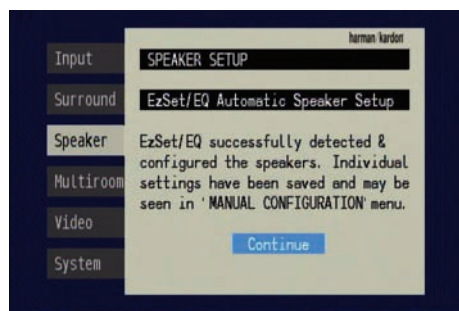 harman/kardon
Input
Surround
Speaker
Multiroom
Video
System
SPEAKER SETUP
EzSet/EQ Automatic Speaker Setup
EzSet/EQ successfully detected &
configured the speakers. Individual
settings have been saved and may be
seen in 'MANUAL CONFIGURATION' menu.
Continue